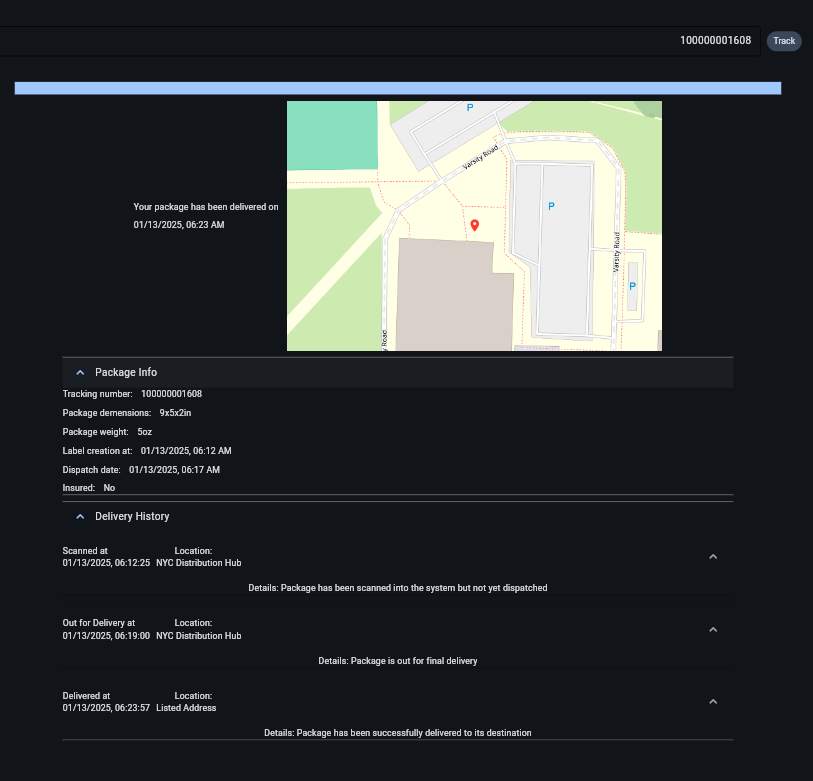 100000001608 Track
P
Varsity Road
Your package has been delivered on
01/13/2025, 06:23 AM
P
Varsity Road
P
Road
Package Info
Tracking number: 100000001608
Package demensions: 9x5x2in
Package weight: 5oz
Label creation at: 01/13/2025, 06:12 AM
Dispatch date: 01/13/2025, 06:17 AM
Insured: No
Delivery History
Scanned at Location:
01/13/2025, 06:12:25 NYC Distribution Hub
Details: Package has been scanned into the system but not yet dispatched
Out for Delivery at Location:
01/13/2025, 06:19:00 NYC Distribution Hub
Details: Package is out for final delivery
Delivered at Location:
01/13/2025, 06:23:57 Listed Address
Details: Package has been successfully delivered to its destination